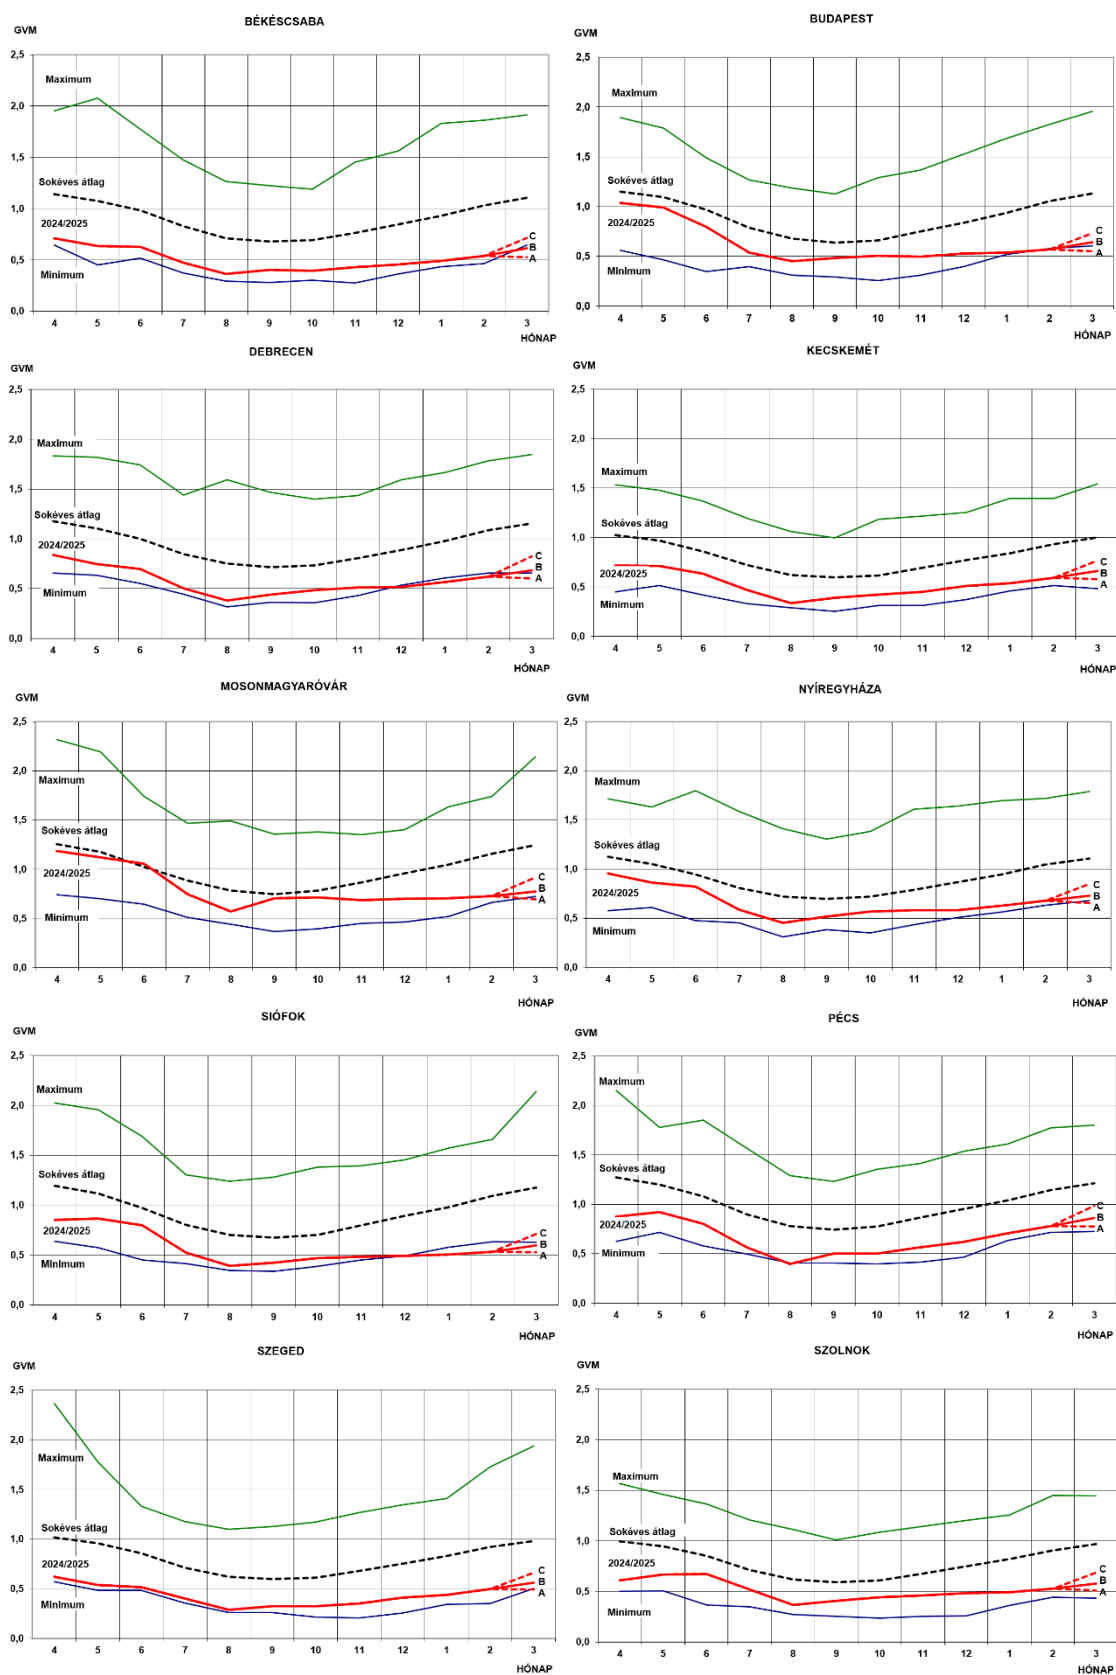 BÉKÉSCSABA
GVM
2,5
2,0
1,5
1,0
0,5
0,0
Maximum
Sokéves átlag
2024/2025
Minimum
C
B
A
4 5 6 7 8 9 10 11 12 1 2 3
HÓNAP
BUDAPEST
GVM
2,5
2,0
1,5
1,0
0,5
0,0
Maximum
Sokéves átlag
2024/2025
Minimum
C
B
A
4 5 6 7 8 9 10 11 12 1 2 3
HÓNAP
DEBRECEN
GVM
2,5
2,0
1,5
1,0
0,5
0,0
Maximum
Sokéves átlag
2024/2025
Minimum
C
B
A
4 5 6 7 8 9 10 11 12 1 2 3
HÓNAP
KECSKEMÉT
GVM
2,5
2,0
1,5
1,0
0,5
0,0
Maximum
Sokéves átlag
2024/2025
Minimum
C
B
A
4 5 6 7 8 9 10 11 12 1 2 3
HÓNAP
MOSONMAGYARÓVÁR
GVM
2,5
2,0
1,5
1,0
0,5
0,0
Maximum
Sokéves átlag
2024/2025
Minimum
C
B
A
4 5 6 7 8 9 10 11 12 1 2 3
HÓNAP
NYÍREGYHÁZA
GVM
2,5
2,0
1,5
1,0
0,5
0,0
Maximum
Sokéves átlag
2024/2025
Minimum
C
B
A
4 5 6 7 8 9 10 11 12 1 2 3
HÓNAP
SIÓFOK
GVM
2,5
2,0
1,5
1,0
0,5
0,0
Maximum
Sokéves átlag
2024/2025
Minimum
C
B
A
4 5 6 7 8 9 10 11 12 1 2 3
HÓNAP
PÉCS
GVM
2,5
2,0
1,5
1,0
0,5
0,0
Maximum
Sokéves átlag
2024/2025
Minimum
C
B
A
4 5 6 7 8 9 10 11 12 1 2 3
HÓNAP
SZEGED
GVM
2,5
2,0
1,5
1,0
0,5
0,0
Maximum
Sokéves átlag
2024/2025
Minimum
C
B
A
4 5 6 7 8 9 10 11 12 1 2 3
HÓNAP
SZOLNOK
GVM
2,5
2,0
1,5
1,0
0,5
0,0
Maximum
Sokéves átlag
2024/2025
Minimum
C
B
A
4 5 6 7 8 9 10 11 12 1 2 3
HÓNAP